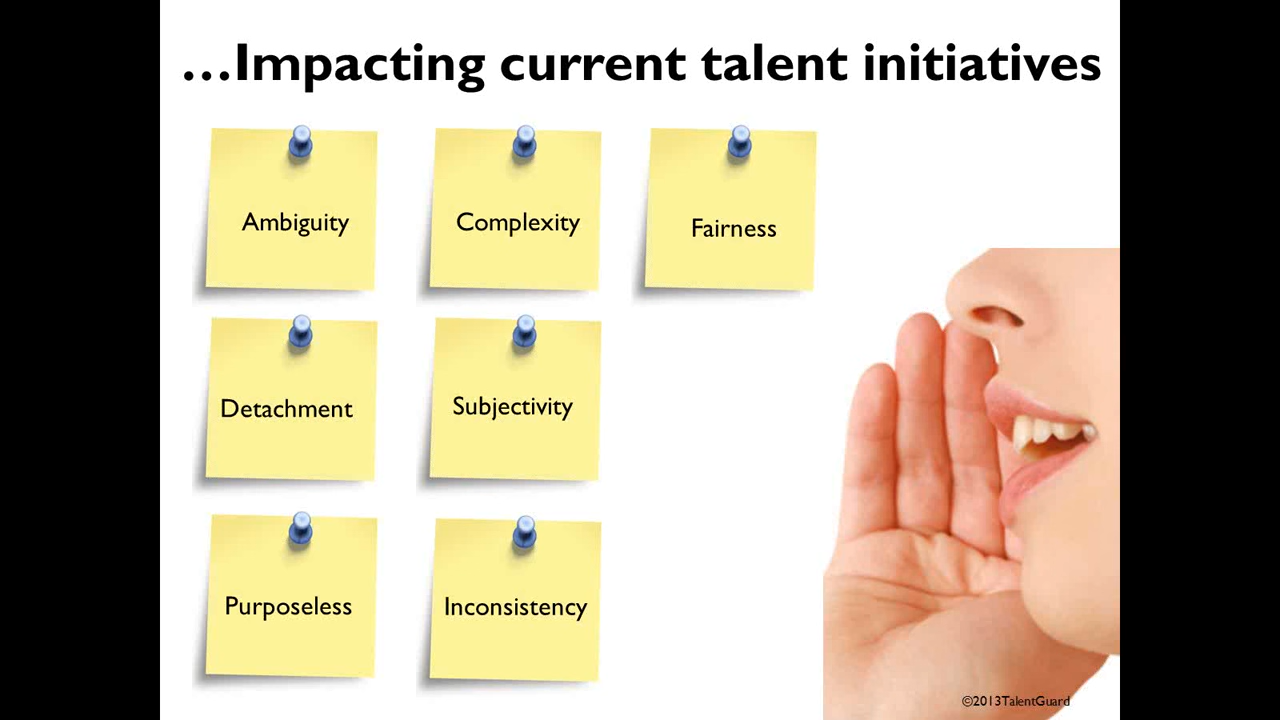 …Impacting current talent initiatives
Ambiguity
Complexity
Fairness
Detachment
Subjectivity
Purposeless
Inconsistency
©2013TalentGuard